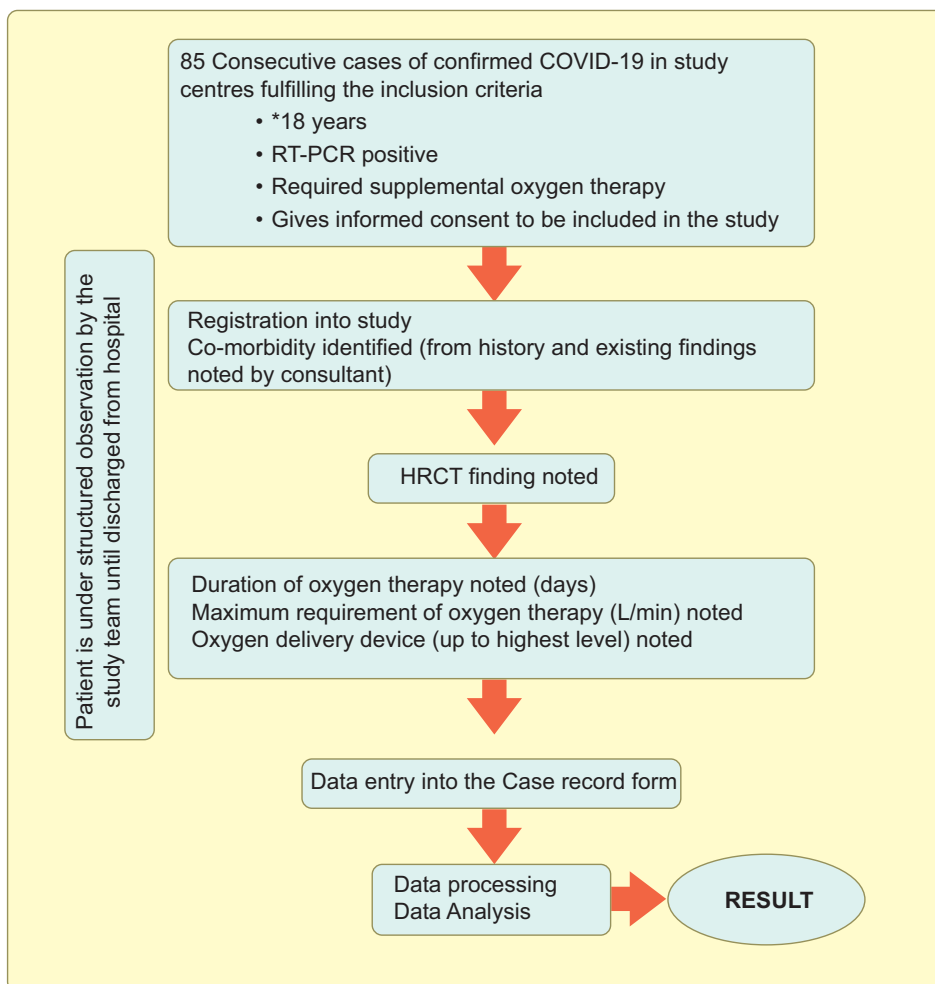 85 Consecutive cases of confirmed COVID-19 in study
centres fulfilling the inclusion criteria
• *18 years
• RT-PCR positive
• Required supplemental oxygen therapy
• Gives informed consent to be included in the study
Patient is under structured observation by the
study team until discharged from hospital
Registration into study
Co-morbidity identified (from history and existing findings
noted by consultant)
HRCT finding noted
Duration of oxygen therapy noted (days)
Maximum requirement of oxygen therapy (L/min) noted
Oxygen delivery device (up to highest level) noted
Data entry into the Case record form
Data processing
Data Analysis
RESULT